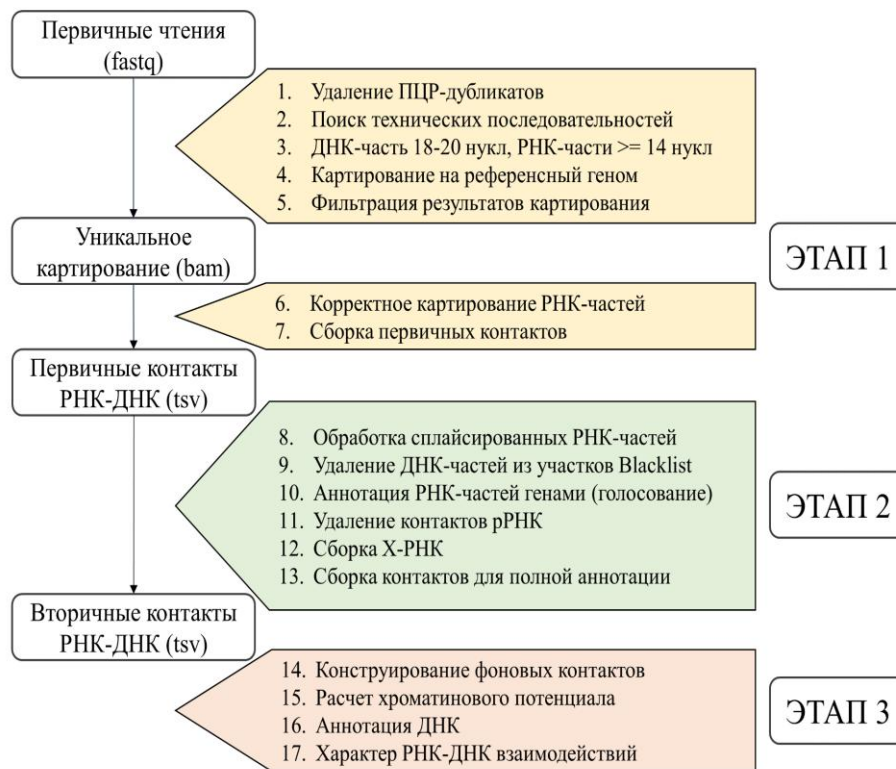 Первичные чтения
(fastq)
1. Удаление ПЦР-дубликатов
2. Поиск технических последовательностей
3. ДНК-часть 18-20 нукл, РНК-части >= 14 нукл
4. Картирование на референсный геном
5. Фильтрация результатов картирования
Уникальное
картирование (bam)
ЭТАП 1
6. Корректное картирование РНК-частей
7. Сборка первичных контактов
Первичные контакты
РНК-ДНК (tsv)
8. Обработка сплайсированных РНК-частей
9. Удаление ДНК-частей из участков Blacklist
10. Аннотация РНК-частей генами (голосование)
11. Удаление контактов рРНК
12. Сборка Х-РНК
13. Сборка контактов для полной аннотации
ЭТАП 2
Вторичные контакты
РНК-ДНК (tsv)
14. Конструирование фоновых контактов
15. Расчет хроматинового потенциала
16. Аннотация ДНК
17. Характер РНК-ДНК взаимодействий
ЭТАП 3